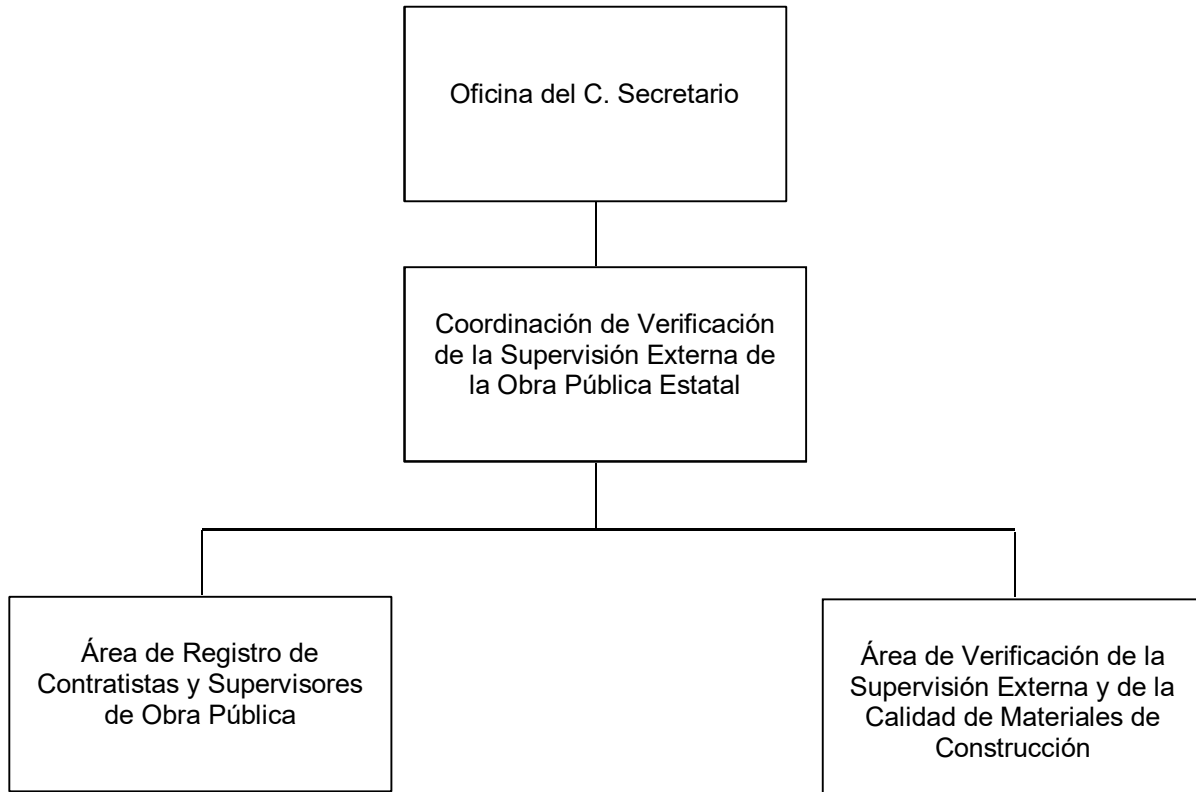 Oficina del C. Secretario
Coordinación de Verificación
de la Supervisión Externa de
la Obra Pública Estatal
Área de Registro de
Contratistas y Supervisores
de Obra Pública
Área de Verificación de la
Supervisión Externa y de la
Calidad de Materiales de
Construcción